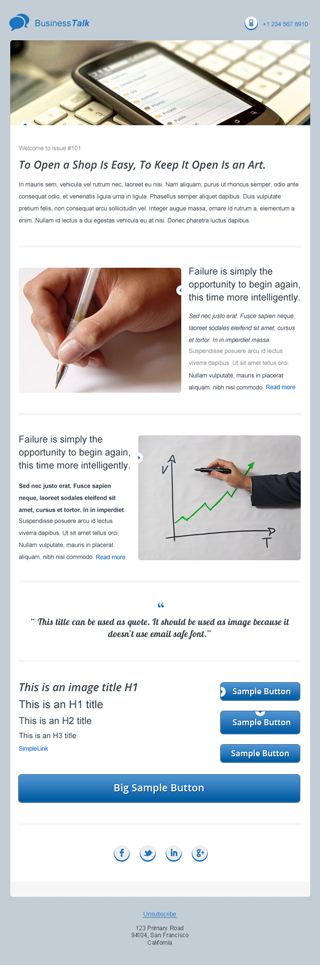 BusinessTalk
+1 234 567 8910
Welcome to issue #101
To Open a Shop Is Easy, To Keep It Open Is an Art.
In mauris sem, vehicula vel rutrum nec, laoreet eu nisi. Nam aliquam, purus ut rhoncus semper, odio ante
consequat odio, et venenatis ligula urna in ligula. Phasellus semper aliquet dapibus. Duis vulputate
pretium felis, non consequat arcu sollicitudin vel. Integer augue massa, ornare id rutrum a, elementum a
enim. Nullam id lectus a dui egestas vehicula eu at nisi. Donec pharetra luctus dapibus.
Failure is simply the
opportunity to begin again,
this time more intelligently.
Sed nec justo erat. Fusce sapien neque,
laoreet sodales eleifend sit amet, cursus
et tortor. In in imperdiet massa
Suspendisse posuere arcu id lectus
viverra dapibus. Ut sit amet orci orci.
Nullam vulputate, mauris in placerat
aliquam, nibh nisl commodo. Read more
Failure is simply the
opportunity to begin again,
this time more intelligently.
Sed nec justo erat. Fusce sapien
neque, laoreet sodales eleifend sit
amet, cursus et tortor. In in imperdiet
Suspendisse posuere arcu id lectus
viverra dapibus. Ut sit amet orci orci.
Nullam vulputate, mauris in placerat
aliquam, nibh nisl commodo. Read more
V
T
“
“ This title can be used as quote. It should be used as image because it
doesn't use email safe font.”
This is an image title H1
This is an H1 title
This is an H2 title
This is an H3 title
SimpleLink
Sample Button
Sample Button
Sample Button
Big Sample Button
f
in
g+
Unsubscribe
123 Primary Road
94104, San Francisco
California